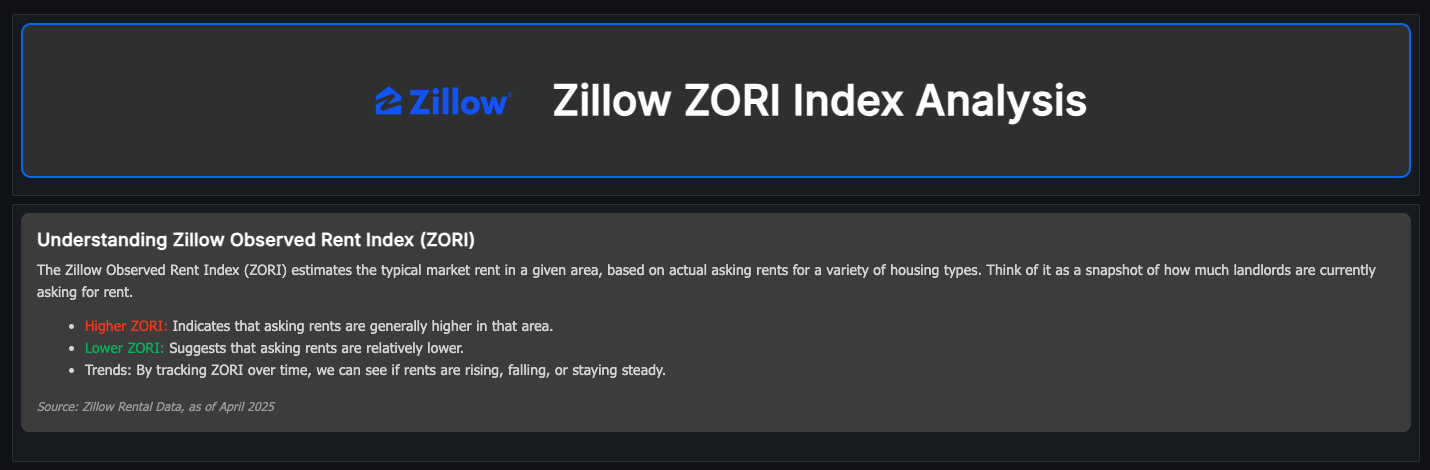 Zillow Zillow ZORI Index Analysis
Understanding Zillow Observed Rent Index (ZORI)
The Zillow Observed Rent Index (ZORI) estimates the typical market rent in a given area, based on actual asking rents for a variety of housing types. Think of it as a snapshot of how much landlords are currently
asking for rent.
• Higher ZORI: Indicates that asking rents are generally higher in that area.
• Lower ZORI: Suggests that asking rents are relatively lower.
• Trends: By tracking ZORI over time, we can see if rents are rising, falling, or staying steady.
Source: Zillow Rental Data, as of April 2025